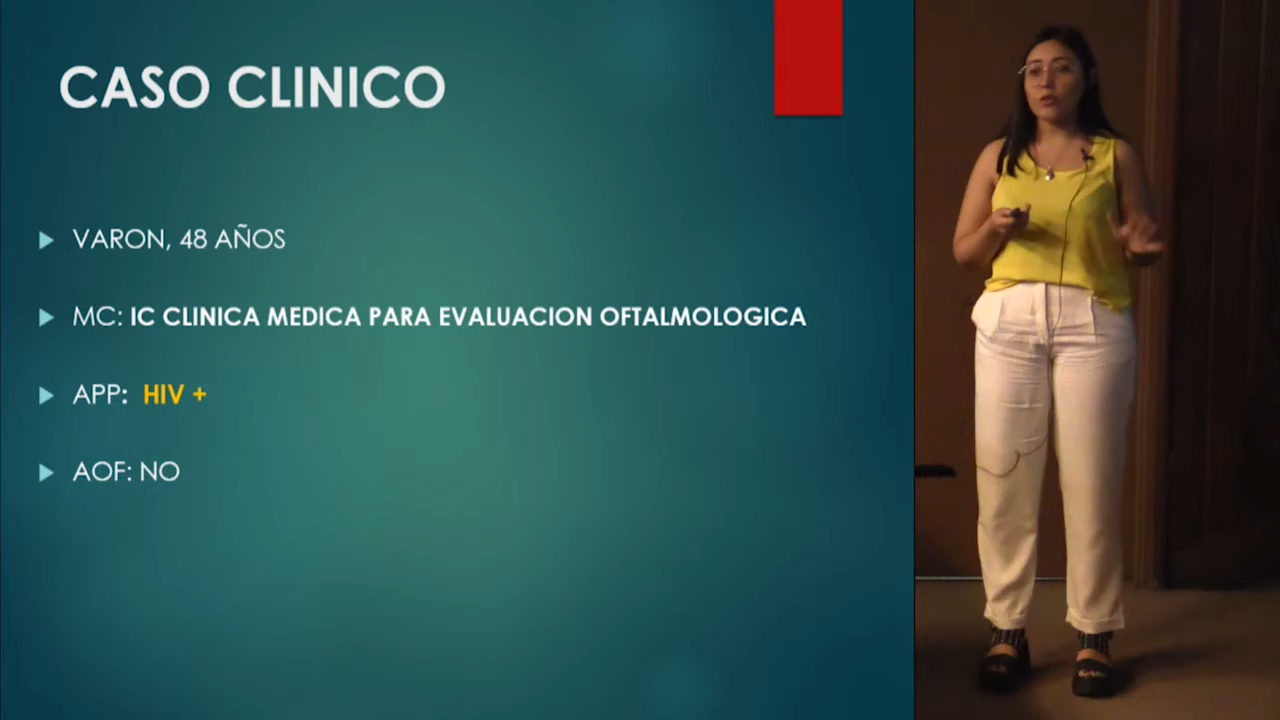 CASO CLINICO
VARON, 48 AÑOS
MC: IC CLINICA MEDICA PARA EVALUACION OFTALMOLOGICA
APP: HIV +
AOF: NO